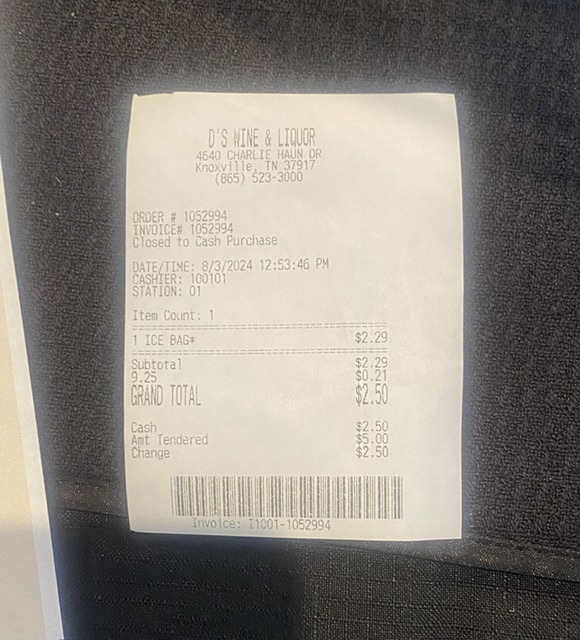 D'S WINE & LIQUOR
4640 CHARLIE HAUN DR
Knoxville, TN 37917
(865) 523-3000
ORDER # 1052994
INVOICE# 1052994
Closed to Cash Purchase
DATE/TIME: 8/3/2024 12:53:46 PM
CASHIER: 100101
STATION: 01
Item Count: 1
1 ICE BAG* $2.29
Subtotal $2.29
9.25 $0.21
GRAND TOTAL $2.50
Cash $2.50
Amt Tendered $5.00
Change $2.50
Invoice: I1001-1052994